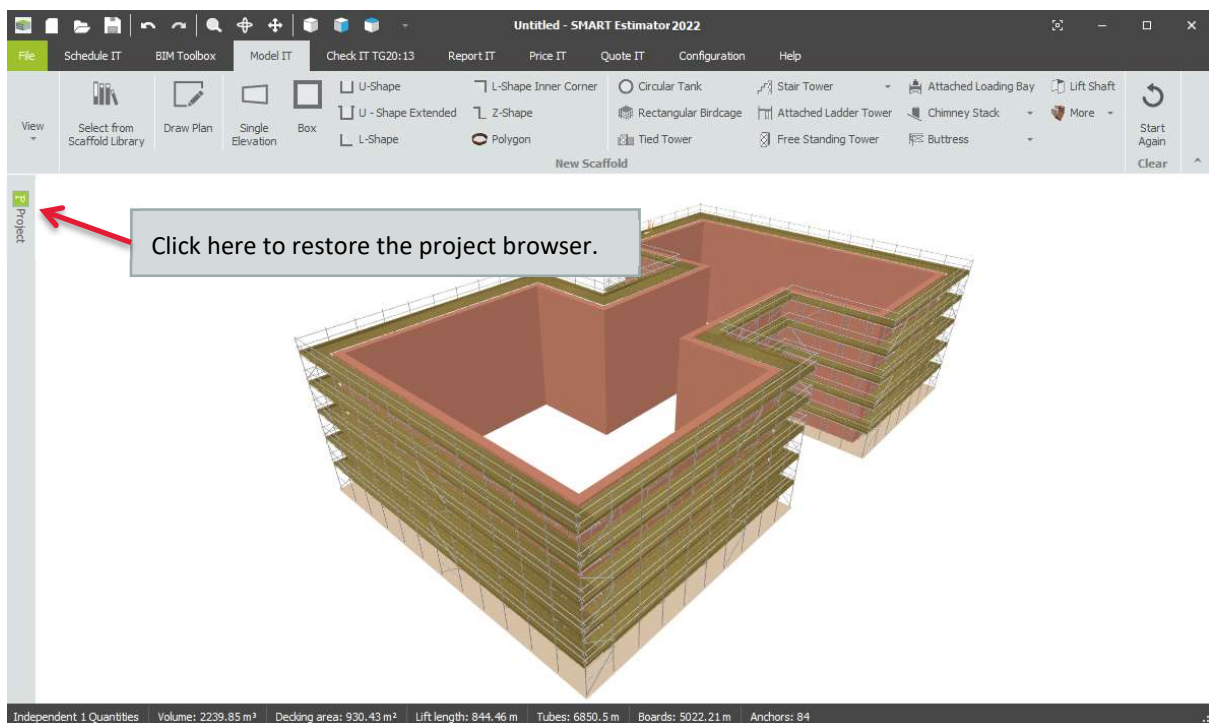 Untitled - SMART Estimator 2022
File Schedule IT BIM Toolbox Model IT Check IT TG20:13 Report IT Price IT Quote IT Configuration Help
U-Shape L-Shape Inner Corner Circular Tank Stair Tower Attached Loading Bay Lift Shaft
U - Shape Extended Z-Shape Rectangular Birdcage Attached Ladder Tower Chimney Stack More
View Select from Scaffold Library Draw Plan Single Elevation Box Start Again
L-Shape Polygon Tied Tower Free Standing Tower Buttress
New Scaffold Clear
Project
Click here to restore the project browser.
Independent 1 Quantities Volume: 2239.85 m³ Decking area: 930.43 m² Lift length: 844.46 m Tubes: 6850.5 m Boards: 5022.21 m Anchors: 84